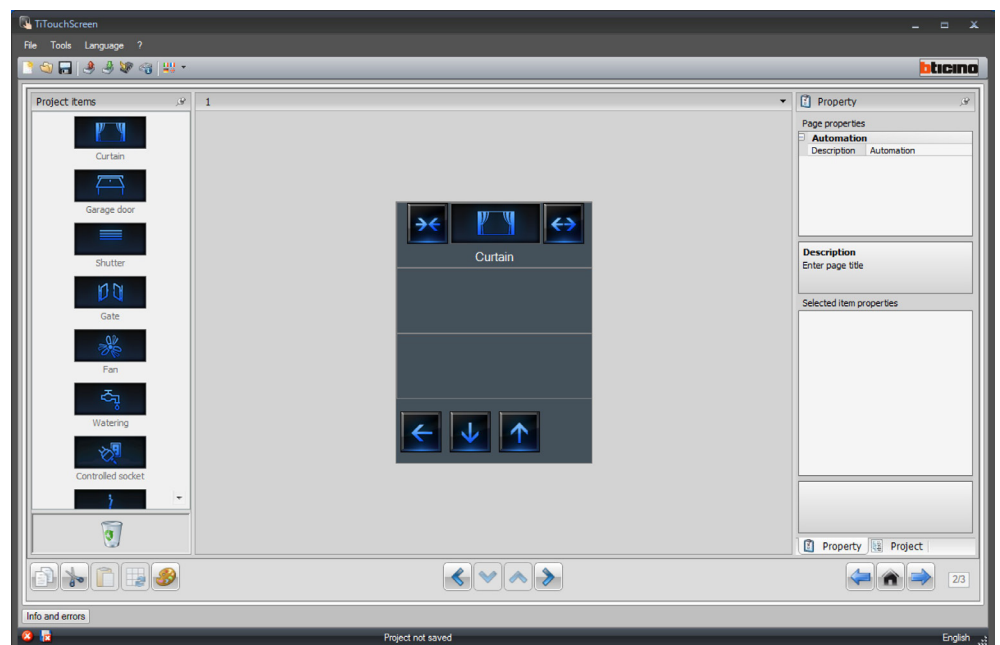 TiTouchScreen
File Tools Language ?
bticino
Project items
1
Property
Curtain
Garage door
Shutter
Gate
Fan
Watering
Controlled socket
Curtain
Page properties
Automation
Description Automation
Description
Enter page title
Selected item properties
Property Project
2/3
Info and errors
Project not saved
English